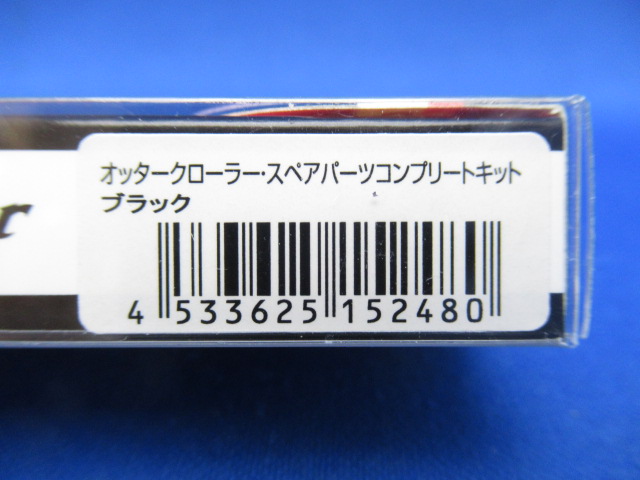 オッタークローラー・スペアパーツコンプリートキット
ブラック
4 533625 152480
r